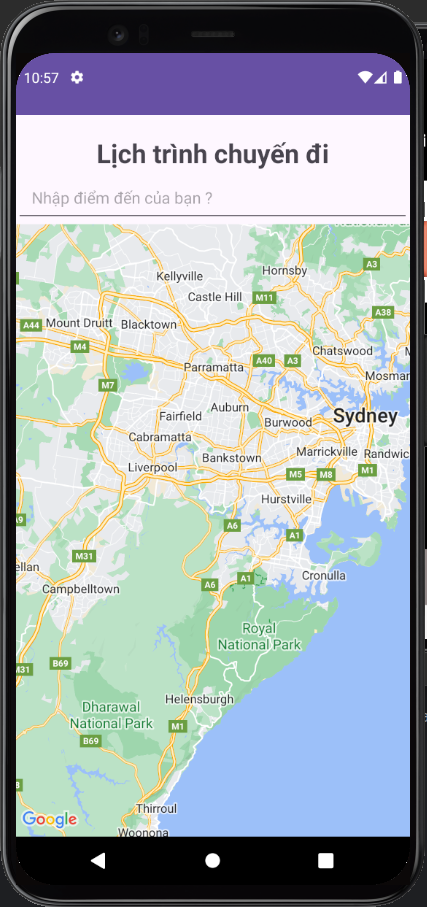 10:57
Lịch trình chuyến đi
Nhập điểm đến của bạn ?
Hornsby
A3
Kellyville
Castle Hill
M11
A38
A44
Mount Druitt
Blacktown
M4
Chatswood
A40
A3
Parramatta
Mosman
M7
Auburn
Fairfield
Burwood
Sydney
Cabramatta
Marrickville
Randwic
Bankstown
Liverpool
M5
M8
M1
Hurstville
A9
A6
A1
M31
ellan
Campbelltown
A6
A1
Cronulla
Royal
National Park
M31
B69
Helensburgh
Dharawal
National Park
M1
B69
Google
Thirroul
Woonona